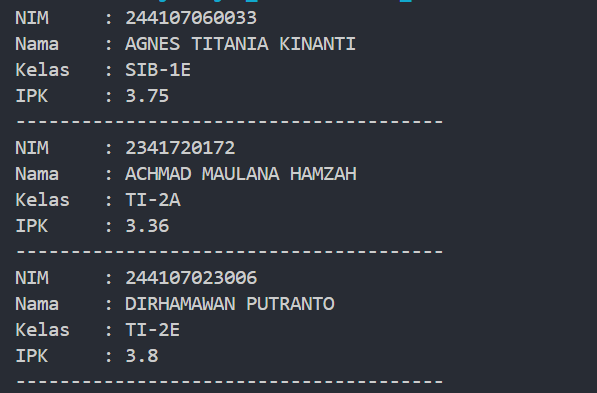 NIM     : 244107060033
Nama    : AGNES TITANIA KINANTI
Kelas   : SIB-1E
IPK     : 3.75
---------------------------------------
NIM     : 2341720172
Nama    : ACHMAD MAULANA HAMZAH
Kelas   : TI-2A
IPK     : 3.36
---------------------------------------
NIM     : 244107023006
Nama    : DIRHAMAWAN PUTRANTO
Kelas   : TI-2E
IPK     : 3.8
---------------------------------------